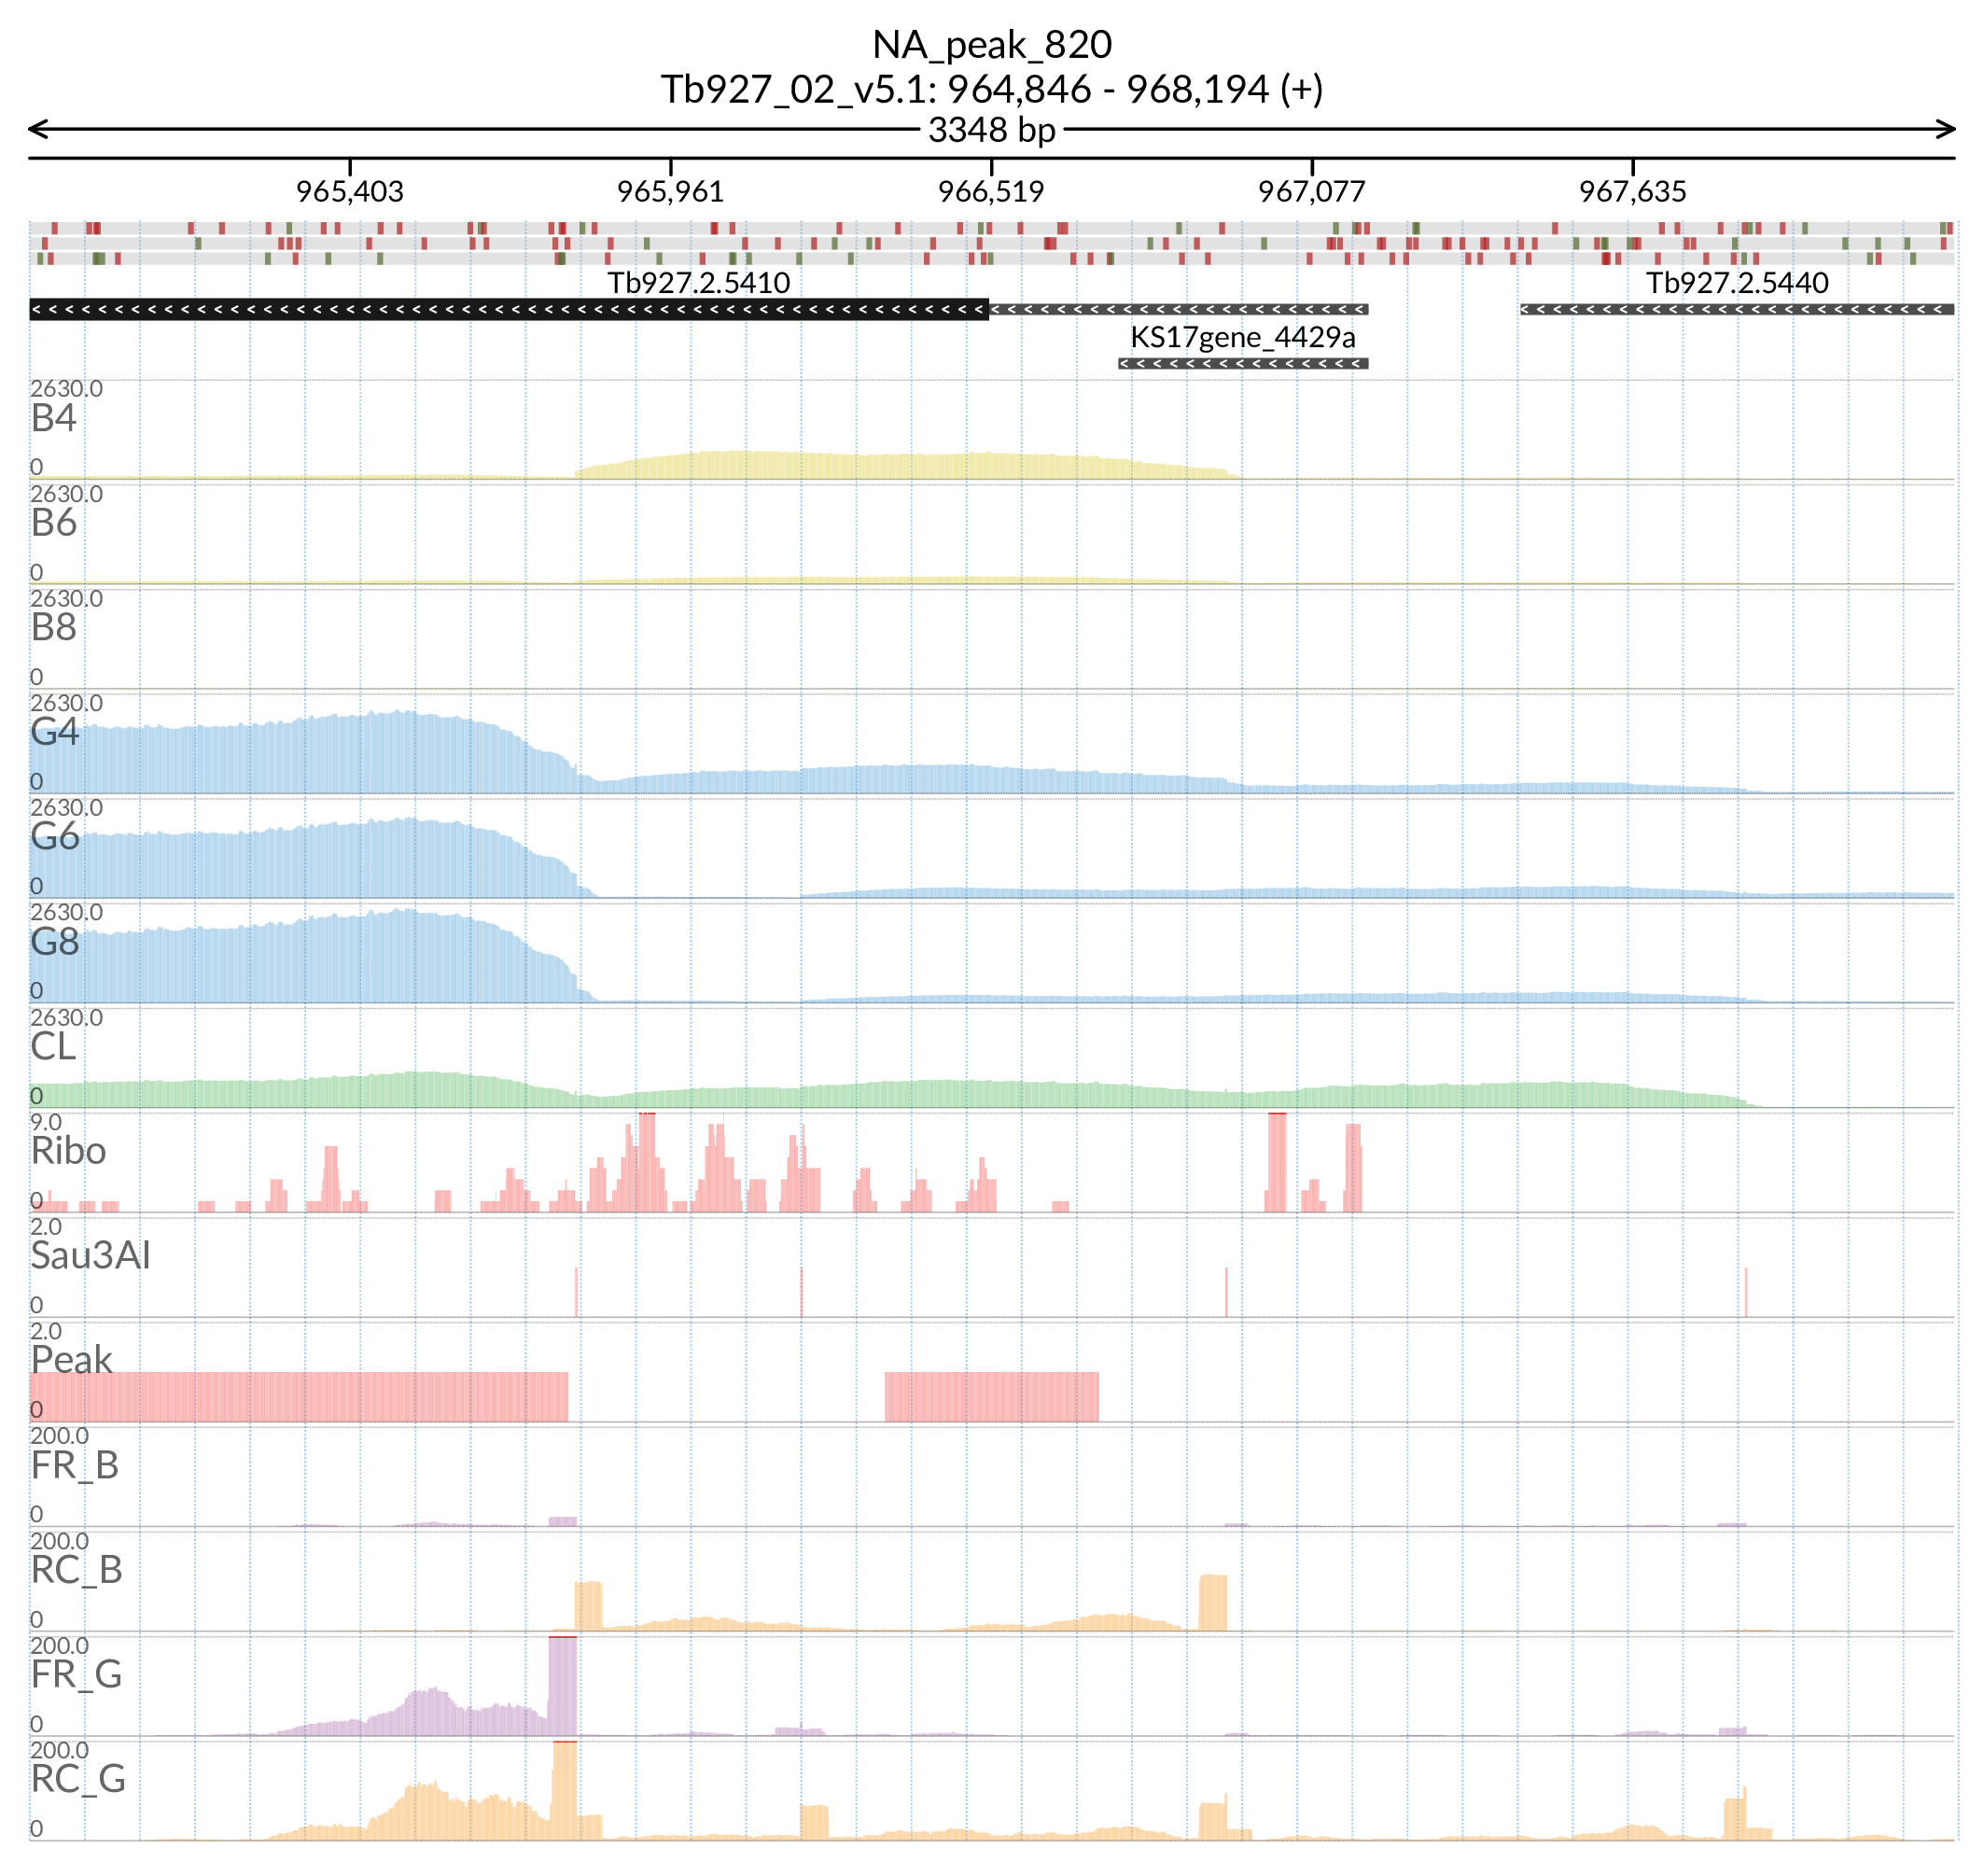 NA_peak_820
Tb927_02_v5.1: 964,846 - 968,194 (+)
3348 bp
965,403 965,961 966,519 967,077 967,635
Tb927.2.5410 Tb927.2.5440
KS17gene_4429a
2630.0
B4
0
2630.0
B6
0
2630.0
B8
0
2630.0
G4
0
2630.0
G6
0
2630.0
G8
0
2630.0
CL
0
9.0
Ribo
0
2.0
Sau3AI
0
2.0
Peak
0
200.0
FR_B
0
200.0
RC_B
0
200.0
FR_G
0
200.0
RC_G
0